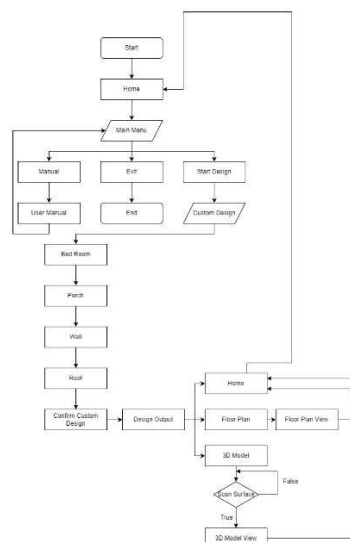 Start
Home
Main Menu
Manual
Exit
Start Design
User Manual
End
Custom Design
Bed Room
Porch
Wall
Roof
Confirm Custom
Design
Design Output
Home
Floor Plan
Floor Plan View
3D Model
Scan Surface
False
True
3D Model View